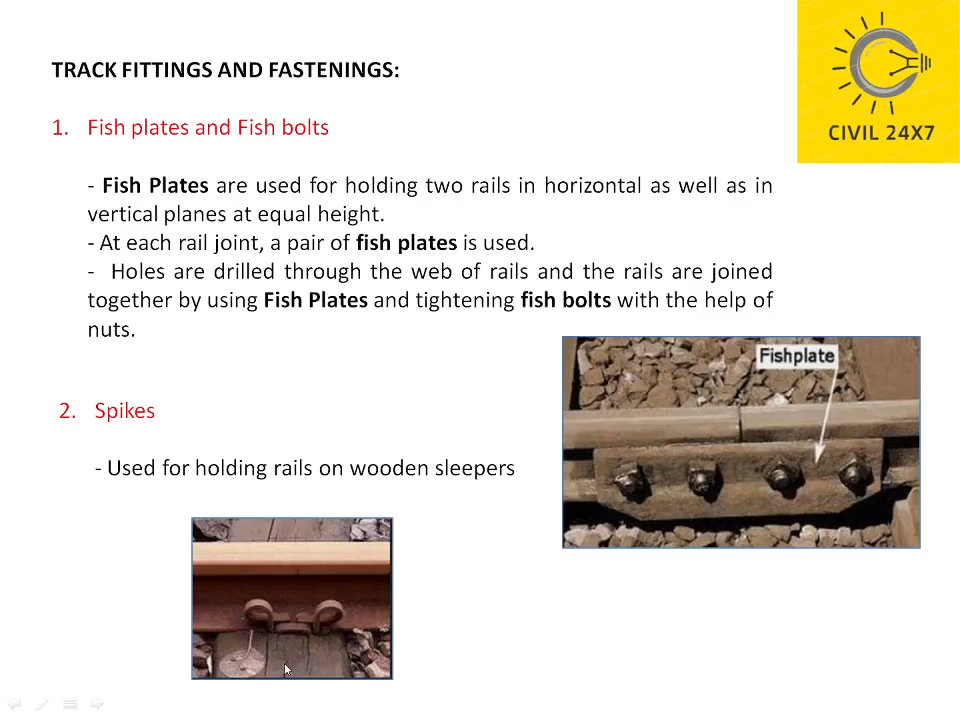 TRACK FITTINGS AND FASTENINGS:
CIVIL 24X7
1. Fish plates and Fish bolts
- Fish Plates are used for holding two rails in horizontal as well as in
vertical planes at equal height.
- At each rail joint, a pair of fish plates is used.
- Holes are drilled through the web of rails and the rails are joined
together by using Fish Plates and tightening fish bolts with the help of
nuts.
Fishplate
2. Spikes
- Used for holding rails on wooden sleepers